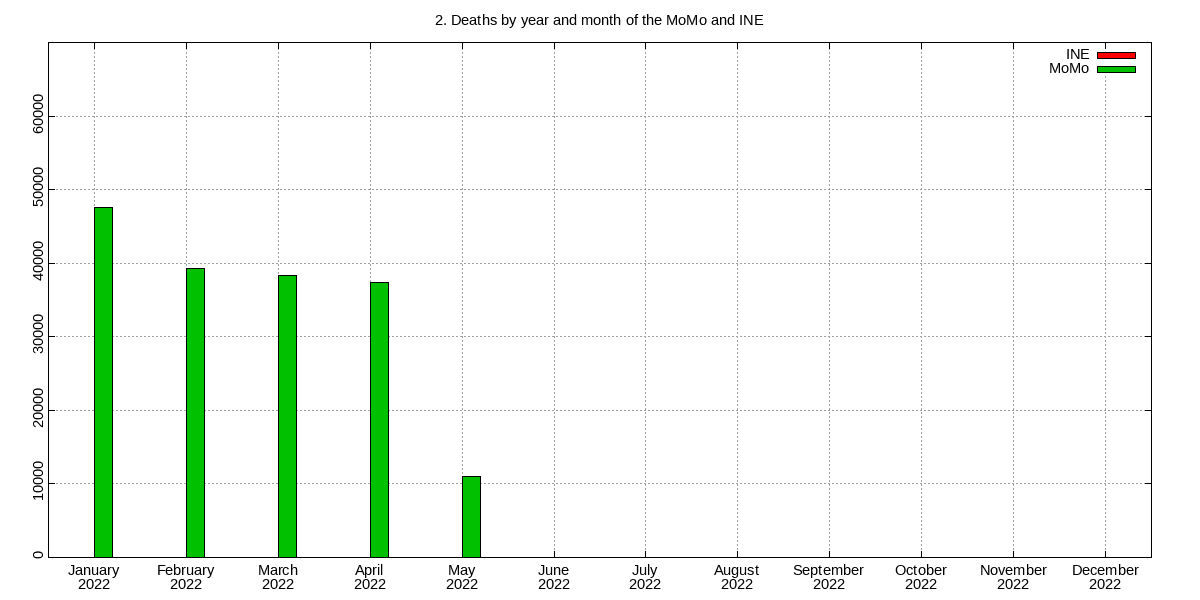 2. Deaths by year and month of the MoMo and INE
INE
MoMo
60000
50000
40000
30000
20000
10000
0
January February March April May June July August September October November December
2022 2022 2022 2022 2022 2022 2022 2022 2022 2022 2022 2022